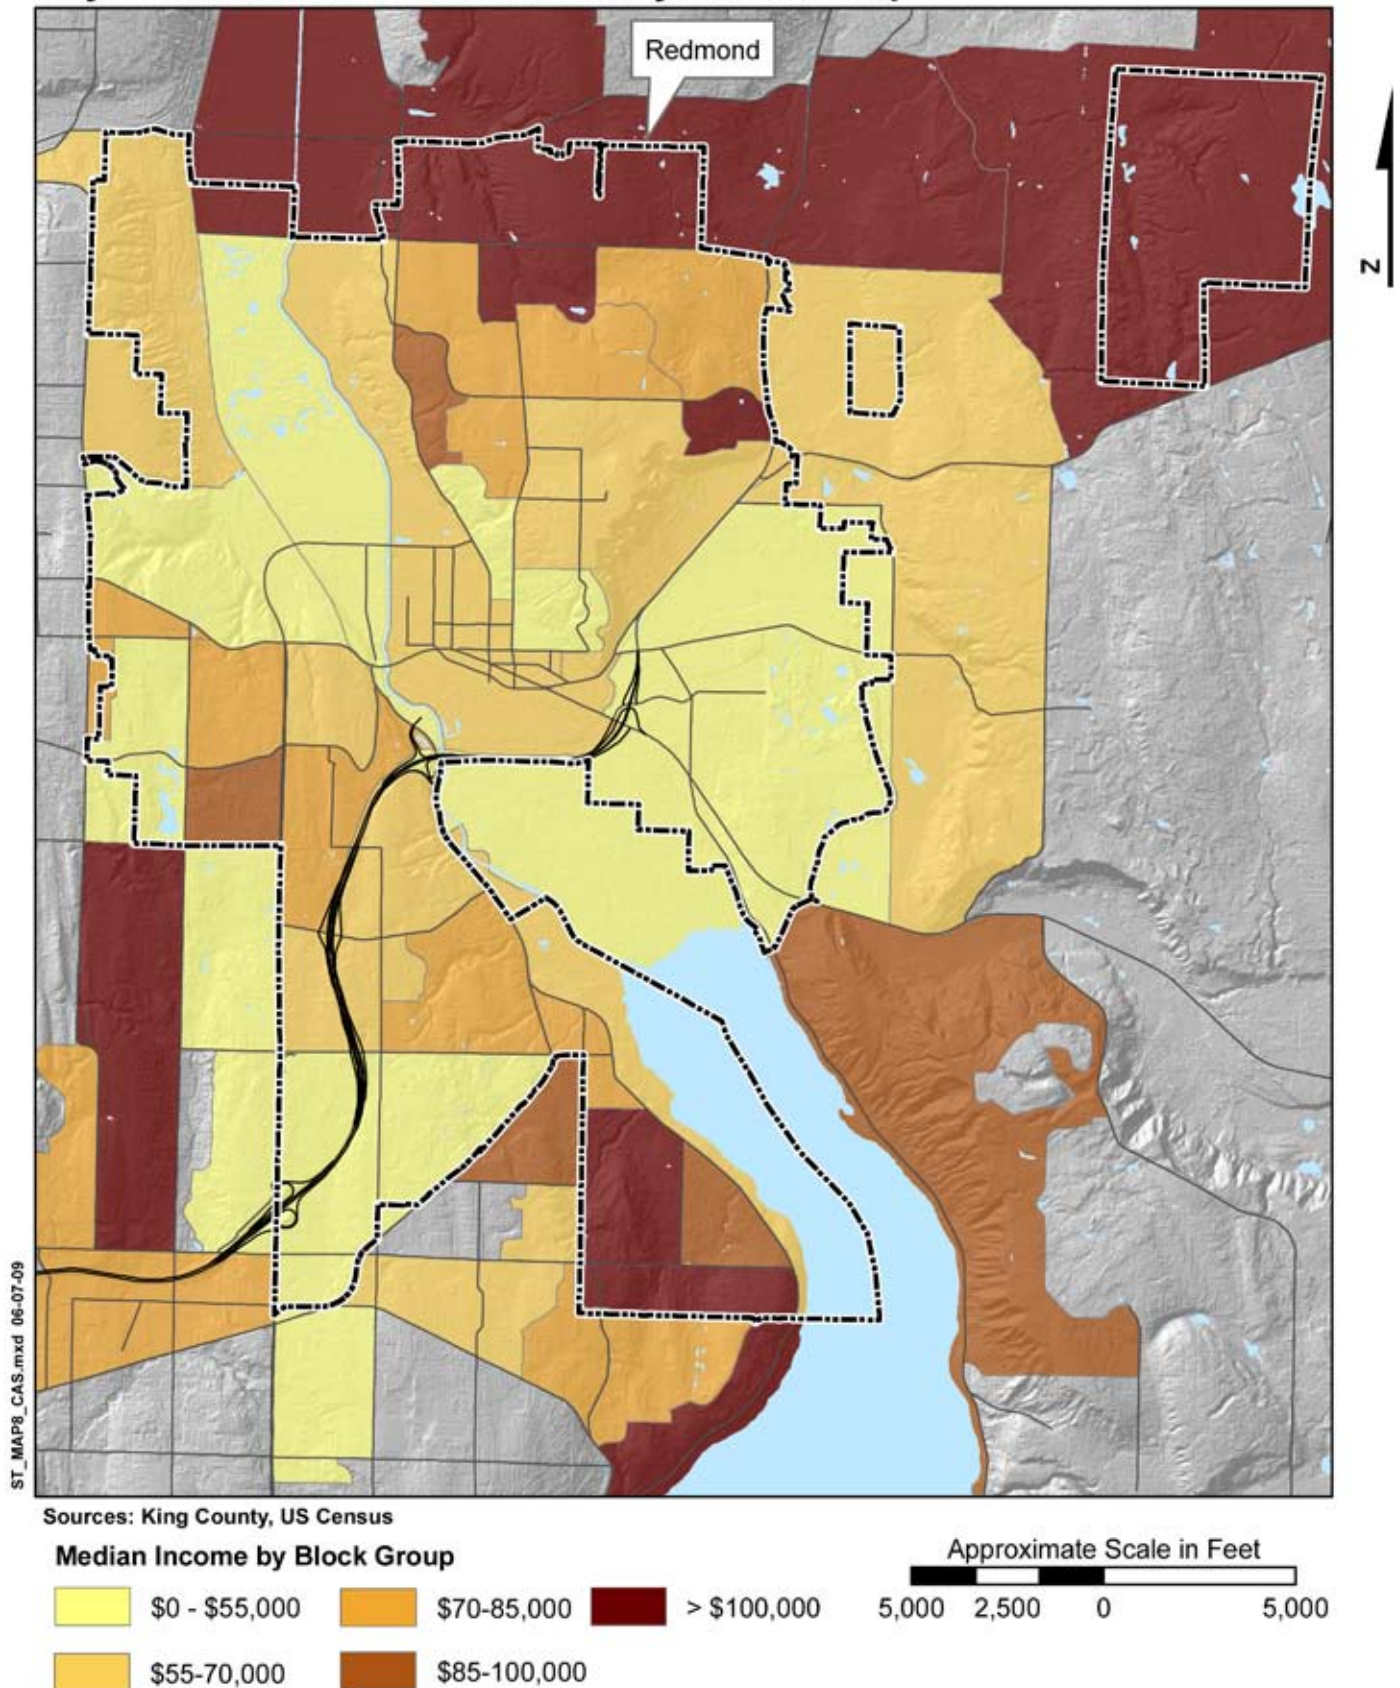 Redmond
N
ST_MAP8_CAS.mxd 06-07-09
Sources: King County, US Census
Median Income by Block Group
Approximate Scale in Feet
$0 - $55,000 $70-85,000 > $100,000 5,000 2,500 0 5,000
$55-70,000 $85-100,000